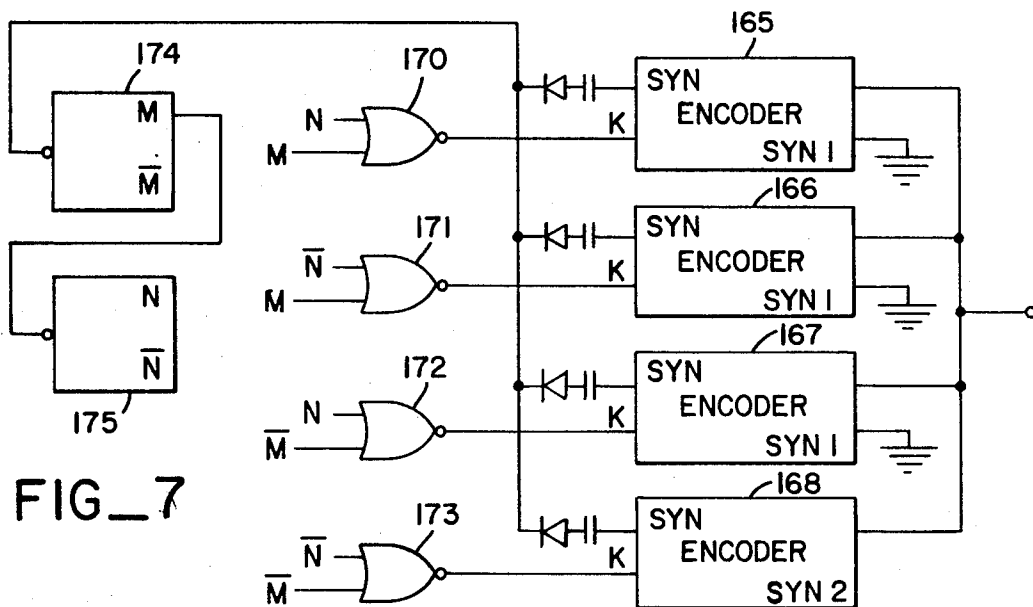 165
174
170
M
M̅
N
M
K
SYN
ENCODER
SYN 1
166
171
N̅
M
K
SYN
ENCODER
SYN 1
N
N̅
175
167
172
N
M̅
K
SYN
ENCODER
SYN 1
FIG_7
168
173
N̅
M̅
K
SYN
ENCODER
SYN 2